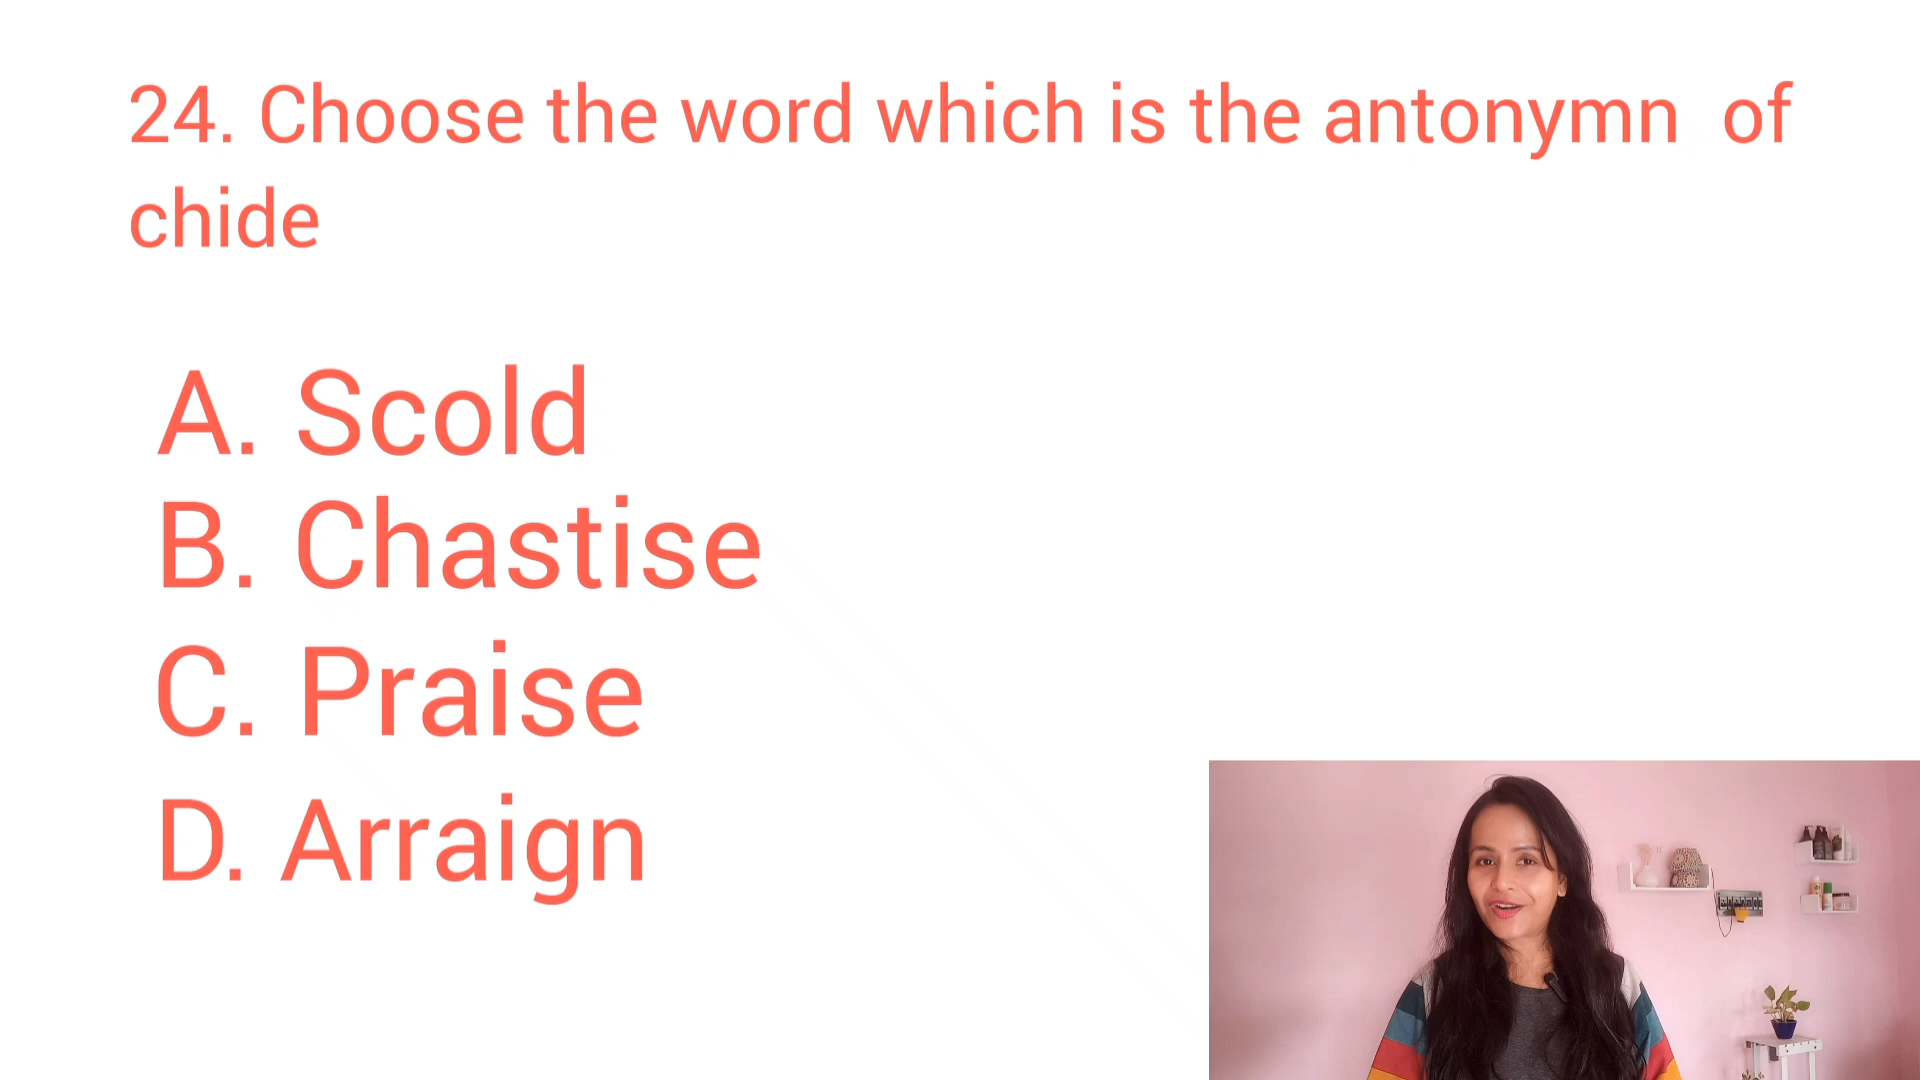 24. Choose the word which is the antonymn of
chide
A. Scold
B. Chastise
C. Praise
D. Arraign